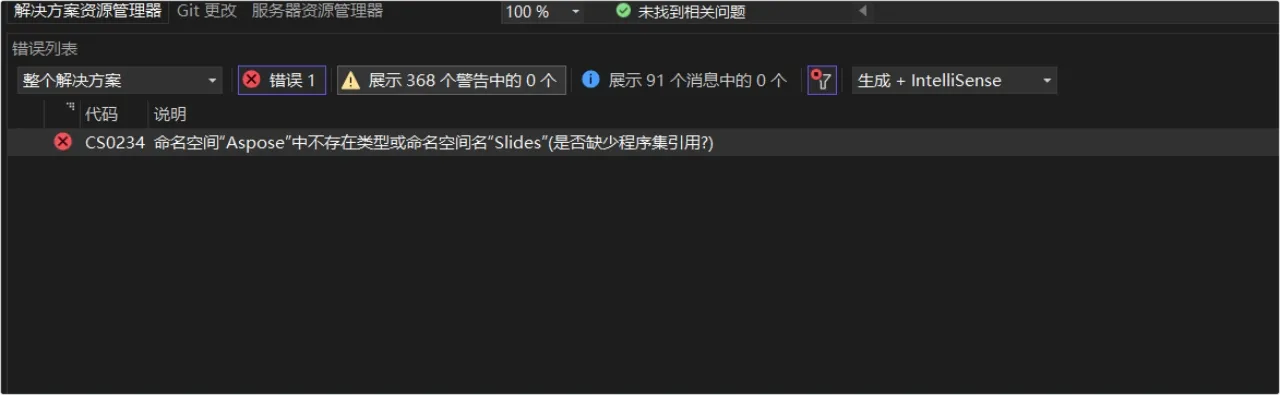 解决方案资源管理器 Git 更改 服务器资源管理器 100 % 未找到相关问题
错误列表
整个解决方案 错误 1 展示 368 个警告中的 0 个 展示 91 个消息中的 0 个 生成 + IntelliSense
代码 说明
CS0234 命名空间“Aspose”中不存在类型或命名空间名“Slides”(是否缺少程序集引用?)